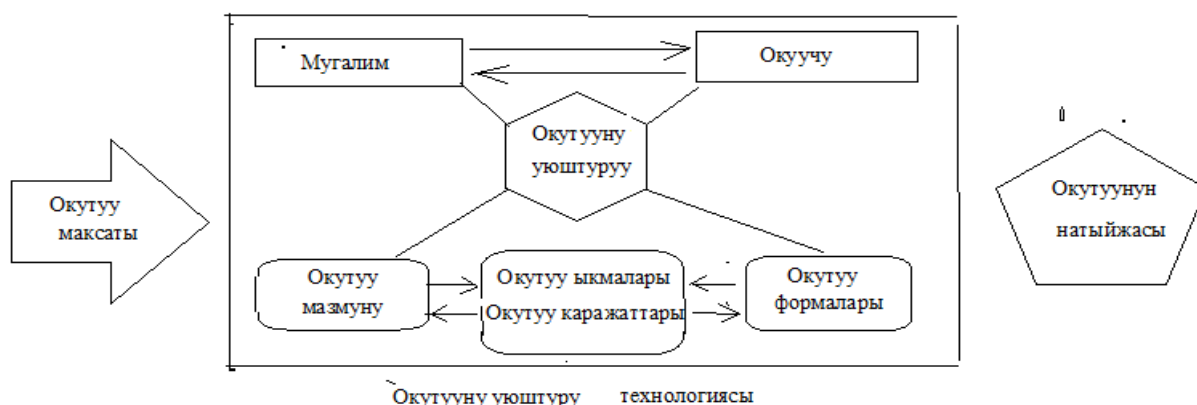 Мугалим
Окуучу
Окутууну
уюштуруу
Окутуу
максаты
Окутуунун
натыйжасы
Окутуу
мазмуну
Окутуу ыкмалары
Окутуу каражаттары
Окутуу
формалары
Окутууну уюштуру технологиясы